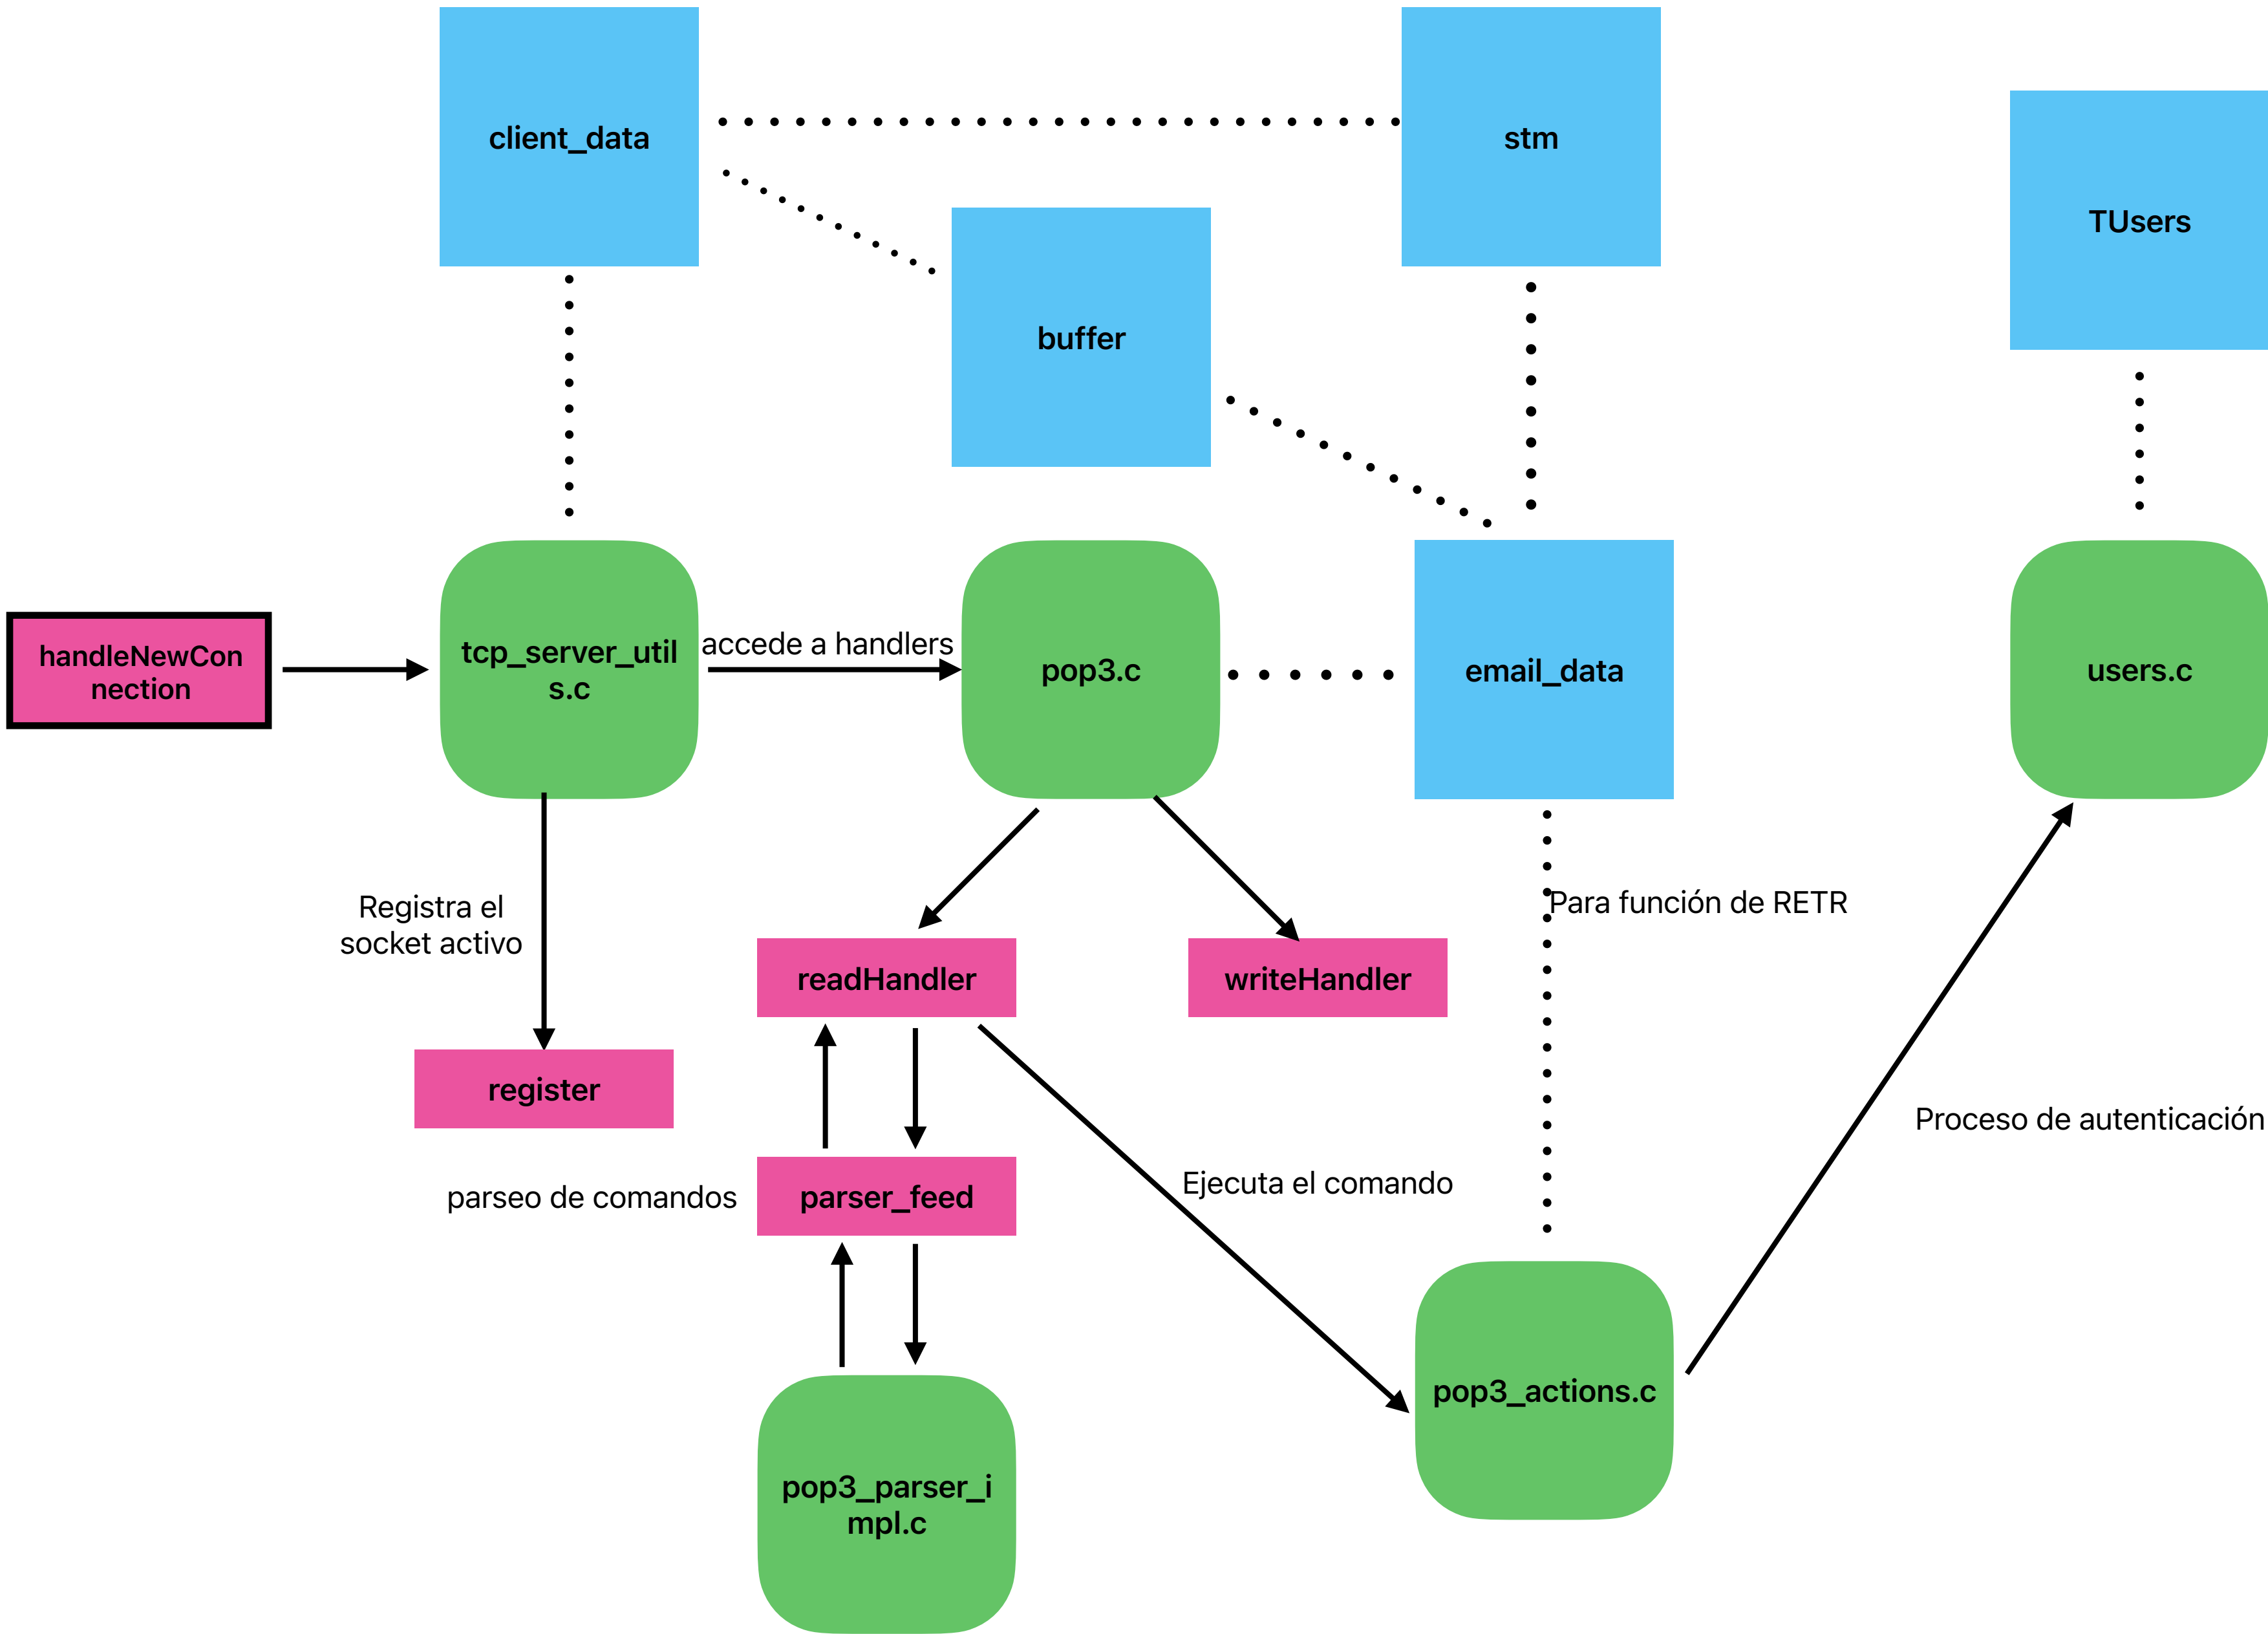 client_data
stm
TUsers
buffer
handleNewCon
nection
tcp_server_util
s.c
accede a handlers
pop3.c
email_data
users.c
Registra el
socket activo
Para función de RETR
readHandler
writeHandler
register
Proceso de autenticación
parseo de comandos
parser_feed
Ejecuta el comando
pop3_actions.c
pop3_parser_i
mpl.c